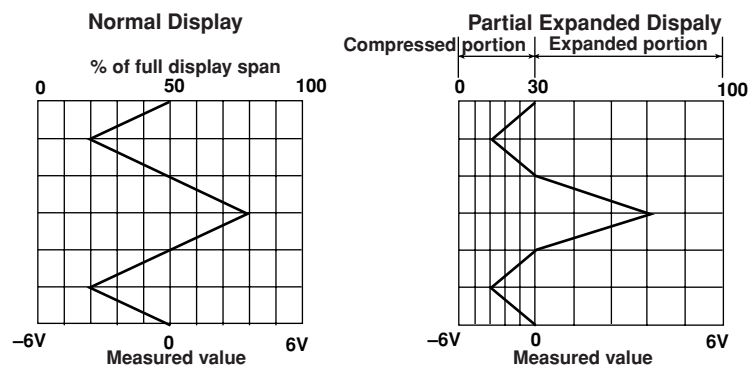 Normal Display
% of full display span
0 50 100
–6V 0 6V
Measured value
Partial Expanded Dispaly
Compressed portion Expanded portion
0 30 100
–6V 0 6V
Measured value